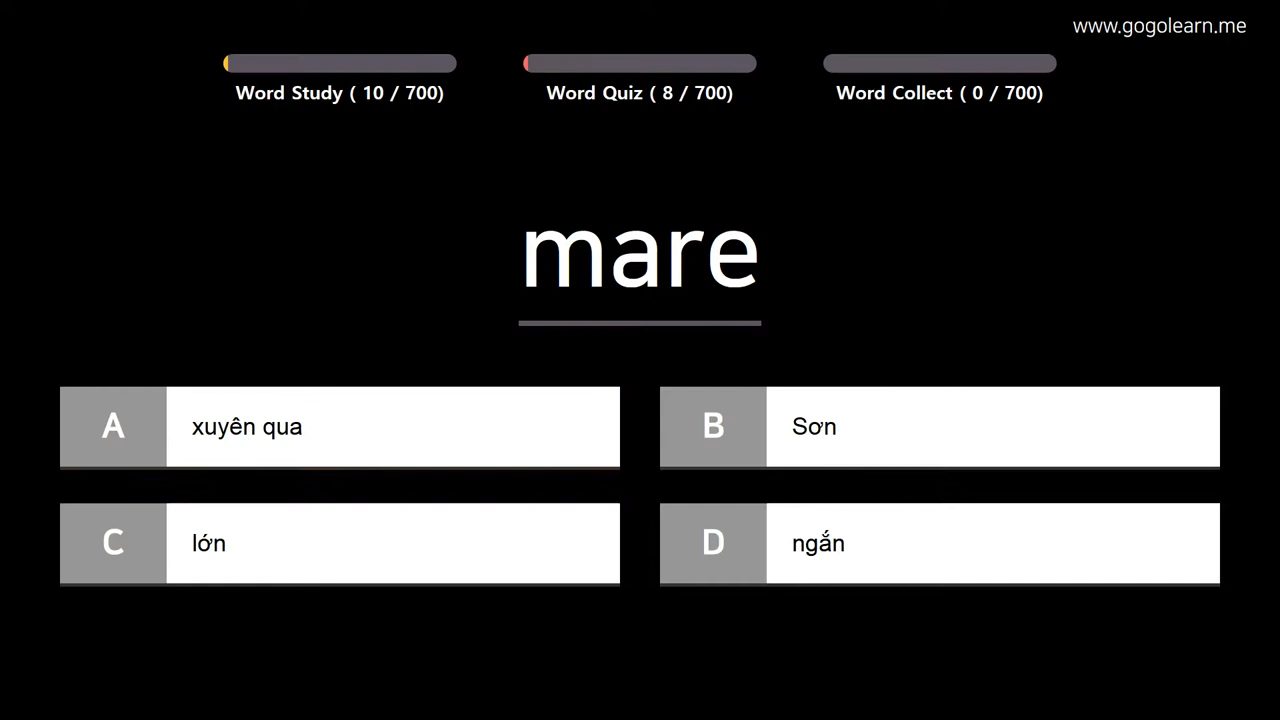 www.gogolearn.me
Word Study ( 10 / 700)
Word Quiz ( 8 / 700)
Word Collect ( 0 / 700)
mare
A xuyên qua
B Sơn
C lớn
D ngắn